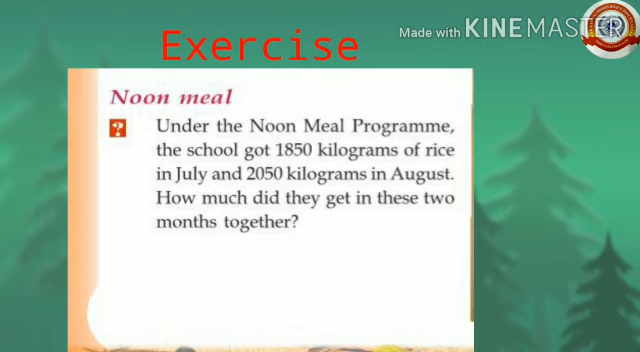 Made with KINEMASTER
Exercise
Noon meal
?
Under the Noon Meal Programme,
the school got 1850 kilograms of rice
in July and 2050 kilograms in August.
How much did they get in these two
months together?